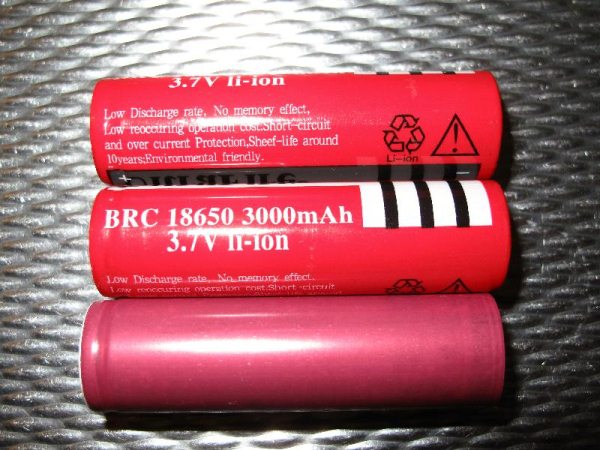 3.7V li-ion
Low Discharge rate, No memory effect,
Low reoccuring operation cost,Short-circuit
and over current Protection,Sheef-life around
10years;Environmental friendly.
Li-ion
BRC 18650 3000mAh
3.7V li-ion
Low Discharge rate, No memory effect,
Low reoccuring operation cost,Short-circuit